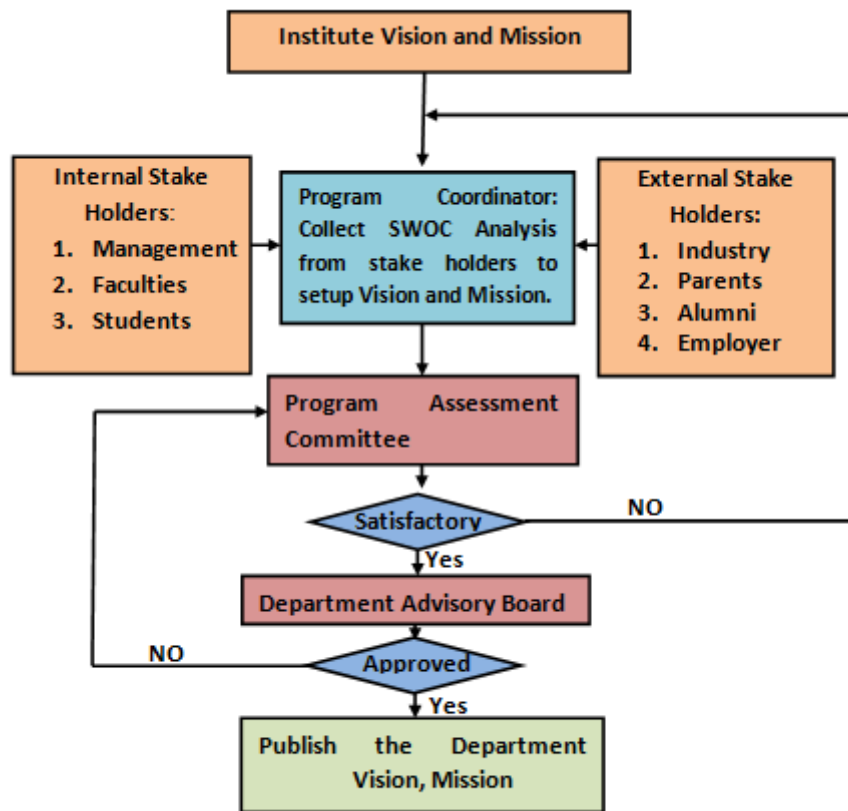 Institute Vision and Mission
Internal Stake
Holders:
1. Management
2. Faculties
3. Students
Program Coordinator:
Collect SWOC Analysis
from stake holders to
setup Vision and Mission.
External Stake
Holders:
1. Industry
2. Parents
3. Alumni
4. Employer
Program Assessment
Committee
Satisfactory
NO
Yes
Department Advisory Board
NO
Approved
Yes
Publish the Department
Vision, Mission